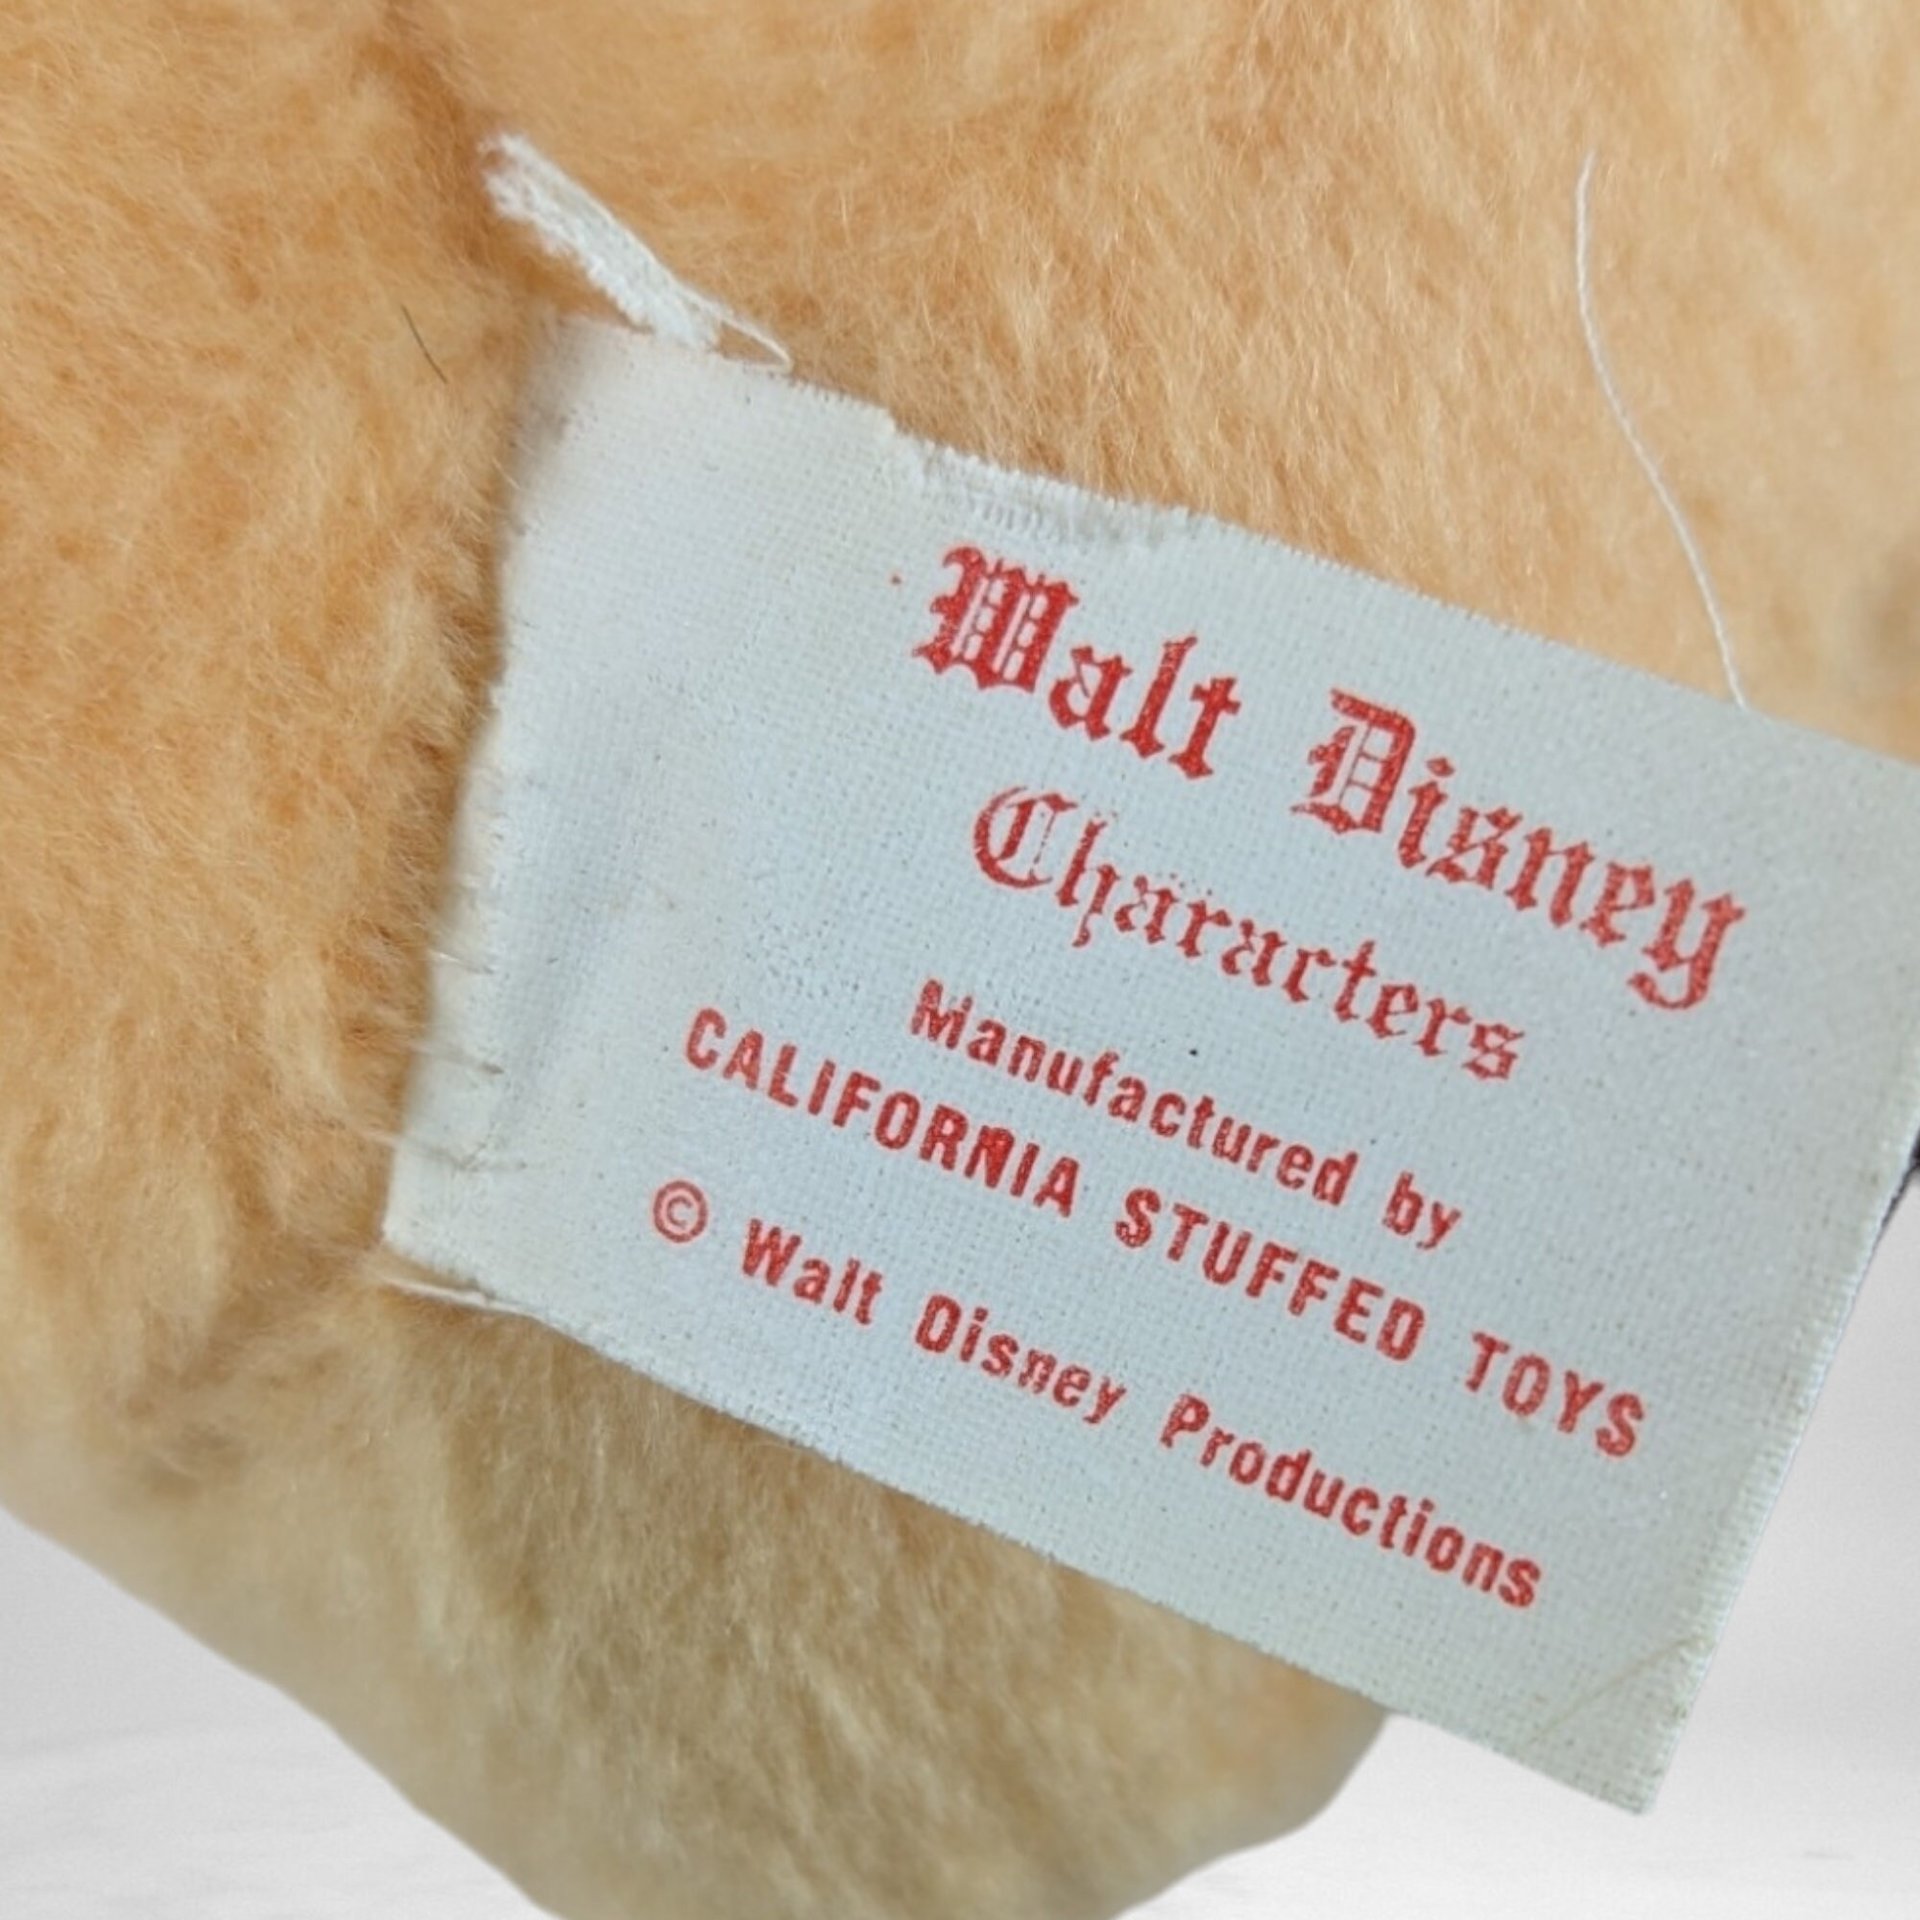 Walt Disney
Characters
Manufactured by
CALIFORNIA STUFFED TOYS
© Walt Disney Productions